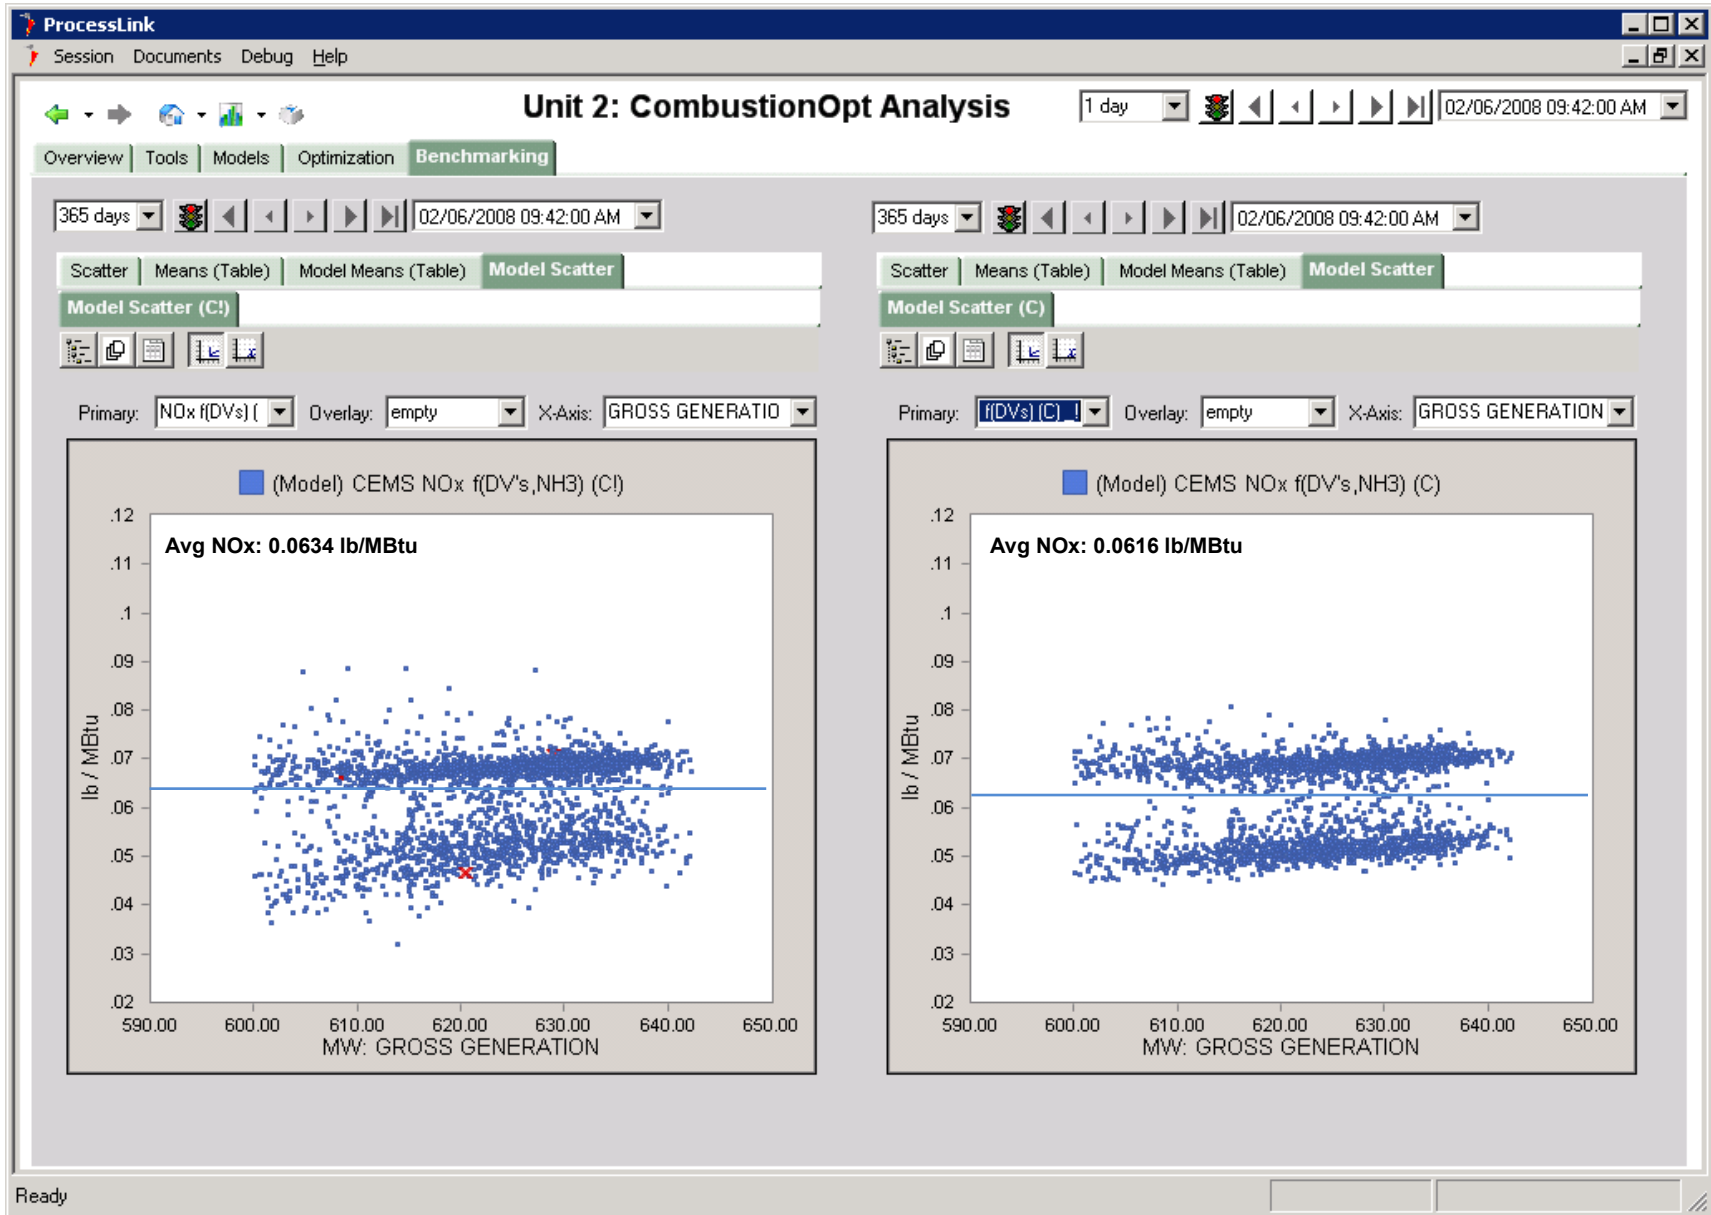 ProcessLink
Session Documents Debug Help
Unit 2: CombustionOpt Analysis
1 day
02/06/2008 09:42:00 AM
Overview Tools Models Optimization Benchmarking
365 days
02/06/2008 09:42:00 AM
Scatter Means (Table) Model Means (Table) Model Scatter
Model Scatter (C!)
Primary: NOx f(DVs) ( Overlay: empty X-Axis: GROSS GENERATIO
(Model) CEMS NOx f(DV's,NH3) (C!)
Avg NOx: 0.0634 lb/MBtu
.12
.11
.1
.09
.08
.07
.06
.05
.04
.03
.02
lb / MBtu
590.00 600.00 610.00 620.00 630.00 640.00 650.00
MW: GROSS GENERATION
365 days
02/06/2008 09:42:00 AM
Scatter Means (Table) Model Means (Table) Model Scatter
Model Scatter (C)
Primary: f(DVs) (C) _! Overlay: empty X-Axis: GROSS GENERATION
(Model) CEMS NOx f(DV's,NH3) (C)
Avg NOx: 0.0616 lb/MBtu
.12
.11
.1
.09
.08
.07
.06
.05
.04
.03
.02
lb / MBtu
590.00 600.00 610.00 620.00 630.00 640.00 650.00
MW: GROSS GENERATION
Ready